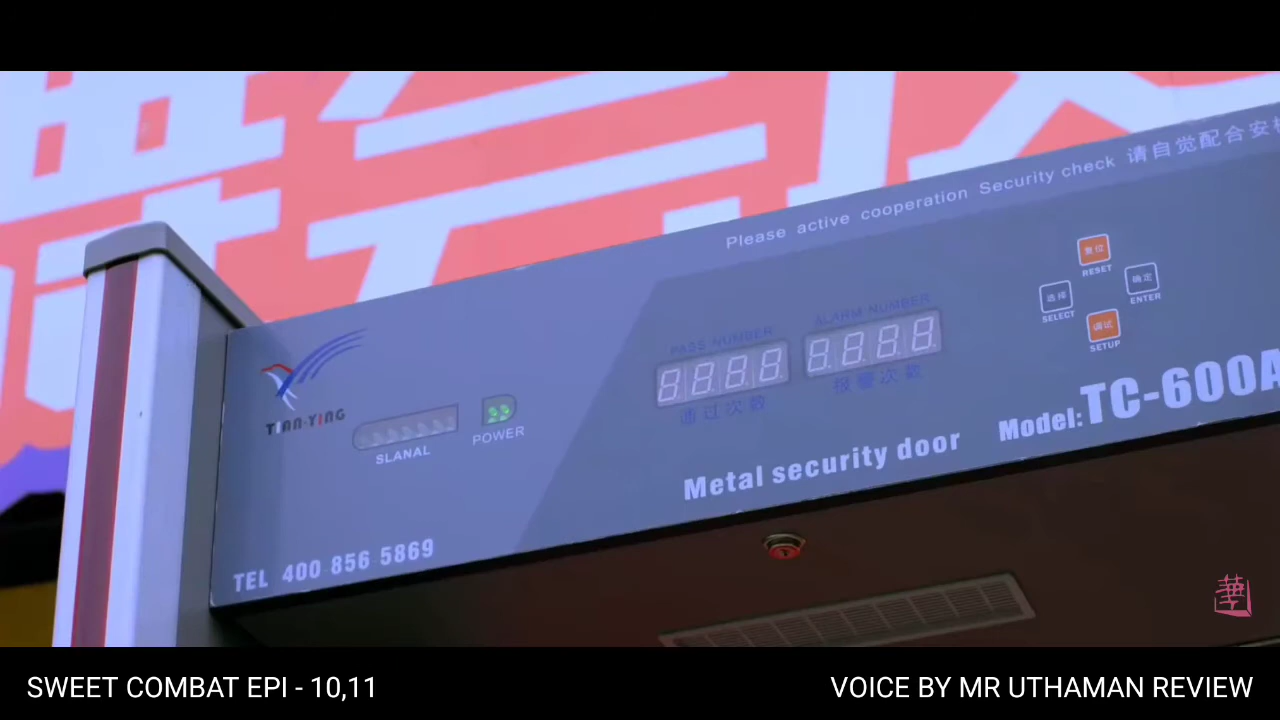 Please active cooperation Security check 请自觉配合安检
复位
RESET
选择
SELECT
确定
ENTER
调试
SETUP
PASS NUMBER
ALARM NUMBER
8888
8888
通过次数
报警次数
TIAN-YING
SLANAL
POWER
Metal security door
Model:TC-600A
TEL 400-856-5869
華
SWEET COMBAT EPI - 10,11
VOICE BY MR UTHAMAN REVIEW